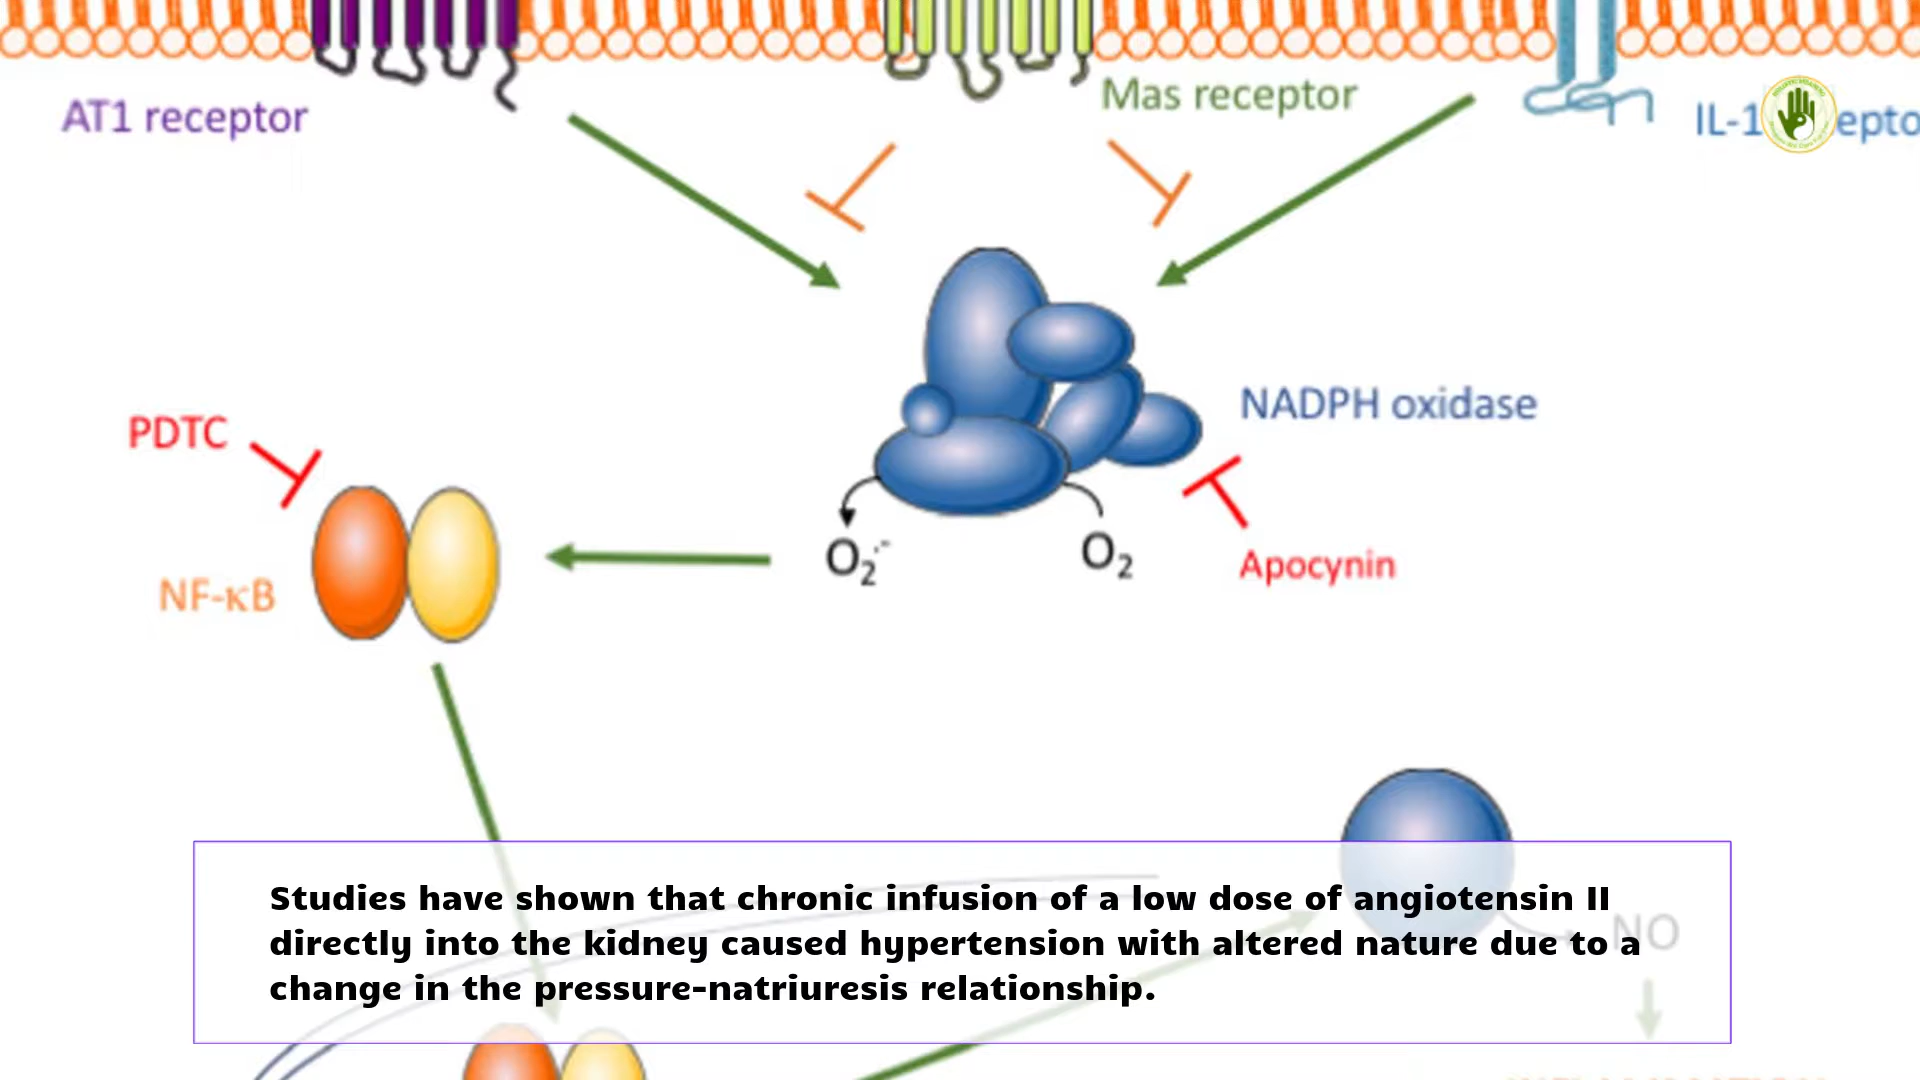 AT1 receptor
Mas receptor
IL-1
NADPH oxidase
PDTC
NF-κB
O2·-
O2
Apocynin
Studies have shown that chronic infusion of a low dose of angiotensin II
directly into the kidney caused hypertension with altered nature due to a
change in the pressure-natriuresis relationship.
NO